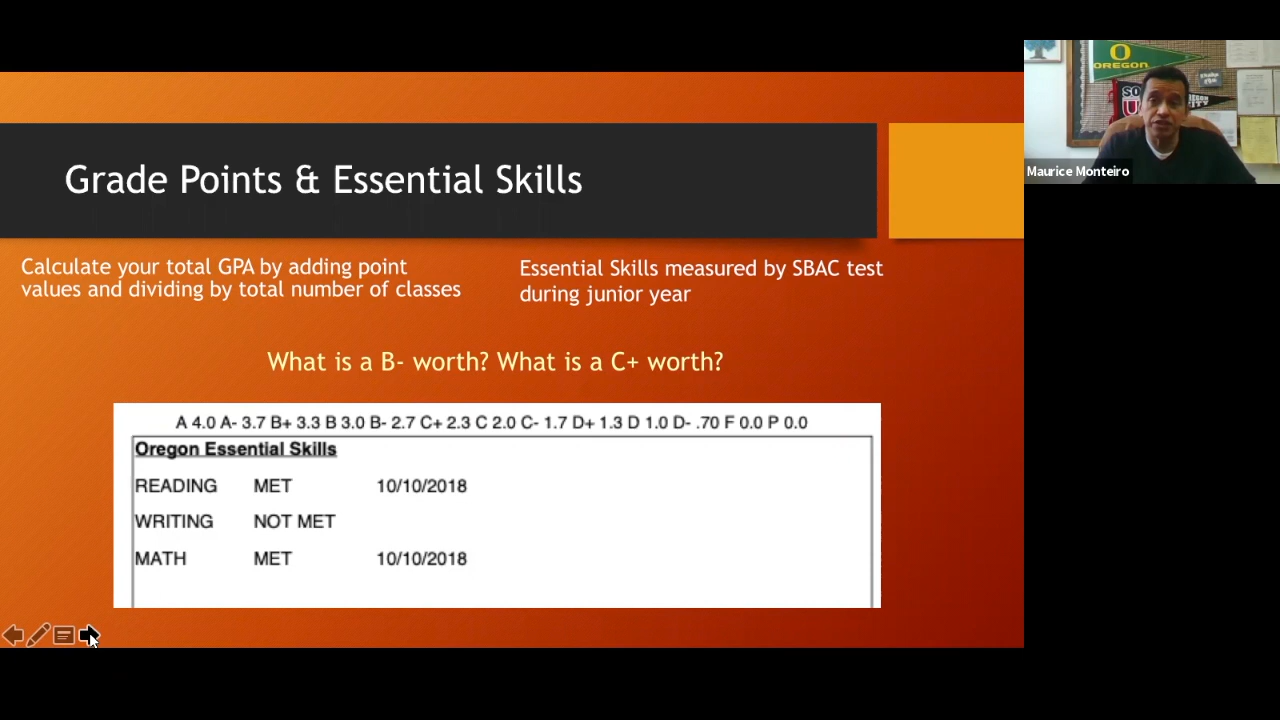 Grade Points & Essential Skills
Calculate your total GPA by adding point
values and dividing by total number of classes
Essential Skills measured by SBAC test
during junior year
What is a B- worth? What is a C+ worth?
A 4.0 A- 3.7 B+ 3.3 B 3.0 B- 2.7 C+ 2.3 C 2.0 C- 1.7 D+ 1.3 D 1.0 D- .70 F 0.0 P 0.0
Oregon Essential Skills
READING MET 10/10/2018
WRITING NOT MET
MATH MET 10/10/2018
O
OREGON
SO
U
Maurice Monteiro